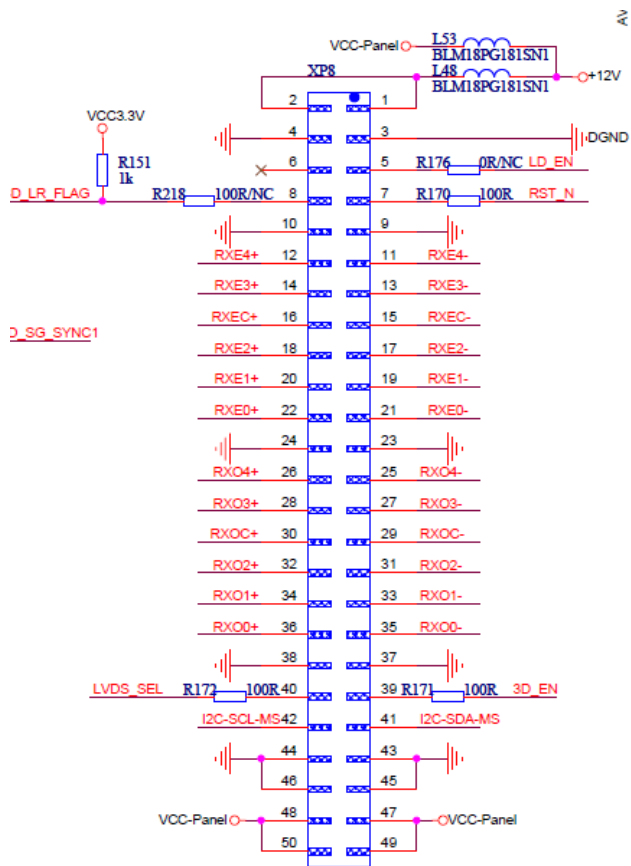 AV
L53
VCC-Panel
BLM18PG181SN1
XP8
L48
+12V
BLM18PG181SN1
2
1
VCC3.3V
4
3
DGND
R151
1k
6
5
R176
0R/NC
LD_EN
D_LR_FLAG
R218
100R/NC
8
7
R170
100R
RST_N
10
9
RXE4+
12
11
RXE4-
RXE3+
14
13
RXE3-
RXEC+
16
15
RXEC-
D_SG_SYNC1
RXE2+
18
17
RXE2-
RXE1+
20
19
RXE1-
RXE0+
22
21
RXE0-
24
23
RXO4+
26
25
RXO4-
RXO3+
28
27
RXO3-
RXOC+
30
29
RXOC-
RXO2+
32
31
RXO2-
RXO1+
34
33
RXO1-
RXO0+
36
35
RXO0-
38
37
LVDS_SEL
R172
100R
40
39
R171
100R
3D_EN
I2C-SCL-MS
42
41
I2C-SDA-MS
44
43
46
45
VCC-Panel
48
47
VCC-Panel
50
49